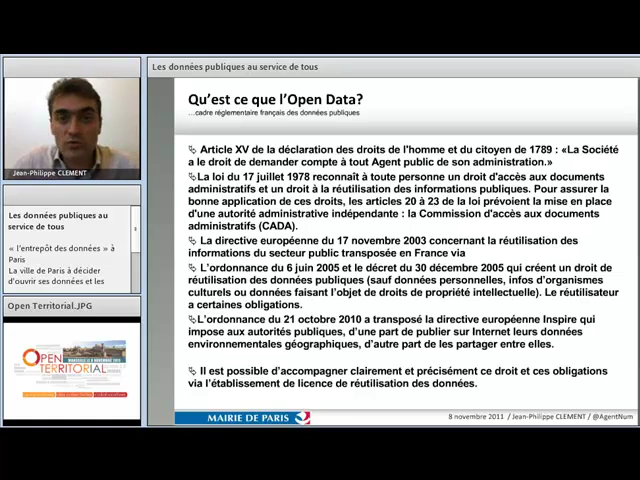 Les données publiques au service de tous
Jean-Philippe CLEMENT
Les données publiques au
service de tous
« l'entrepôt des données » à
Paris
La ville de Paris à décider
d'ouvrir ses données et les
Open Territorial.JPG
OPEN
TERRITORIAL
Qu'est ce que l'Open Data?
...cadre réglementaire français des données publiques
Article XV de la déclaration des droits de l'homme et du citoyen de 1789 : «La Société
a le droit de demander compte à tout Agent public de son administration.»
La loi du 17 juillet 1978 reconnaît à toute personne un droit d'accès aux documents
administratifs et un droit à la réutilisation des informations publiques. Pour assurer la
bonne application de ces droits, les articles 20 à 23 de la loi prévoient la mise en place
d'une autorité administrative indépendante : la Commission d'accès aux documents
administratifs (CADA).
La directive européenne du 17 novembre 2003 concernant la réutilisation des
informations du secteur public transposée en France via
L'ordonnance du 6 juin 2005 et le décret du 30 décembre 2005 qui créent un droit de
réutilisation des données publiques (sauf données personnelles, infos d'organismes
culturels ou données faisant l'objet de droits de propriété intellectuelle). Le réutilisateur
a certaines obligations.
L'ordonnance du 21 octobre 2010 a transposé la directive européenne Inspire qui
impose aux autorités publiques, d'une part de publier sur Internet leurs données
environnementales géographiques, d'autre part de les partager entre elles.
Il est possible d'accompagner clairement et précisément ce droit et ces obligations
via l'établissement de licence de réutilisation des données.
MAIRIE DE PARIS
8 novembre 2011 / Jean-Philippe CLEMENT / @AgentNum